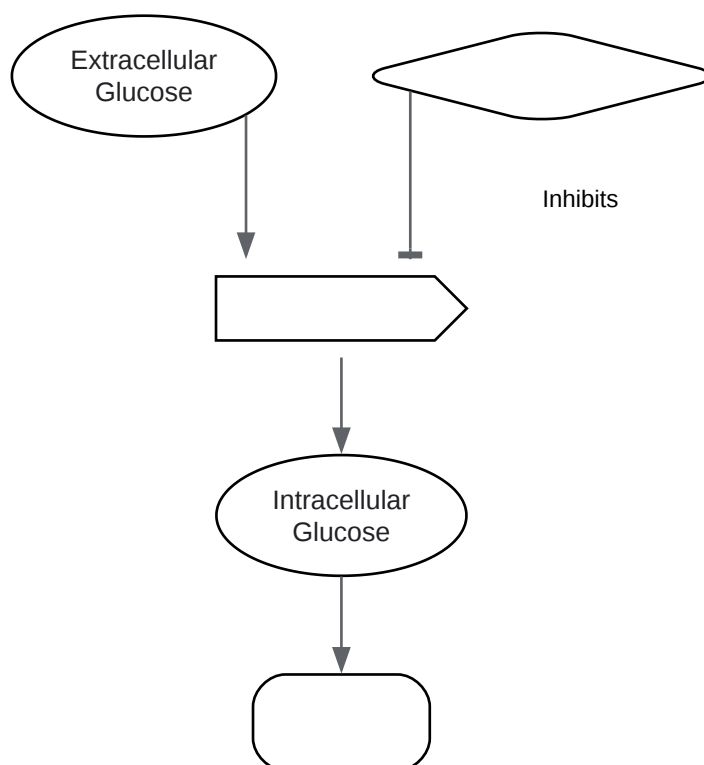 Extracellular
Glucose
Inhibits
Intracellular
Glucose